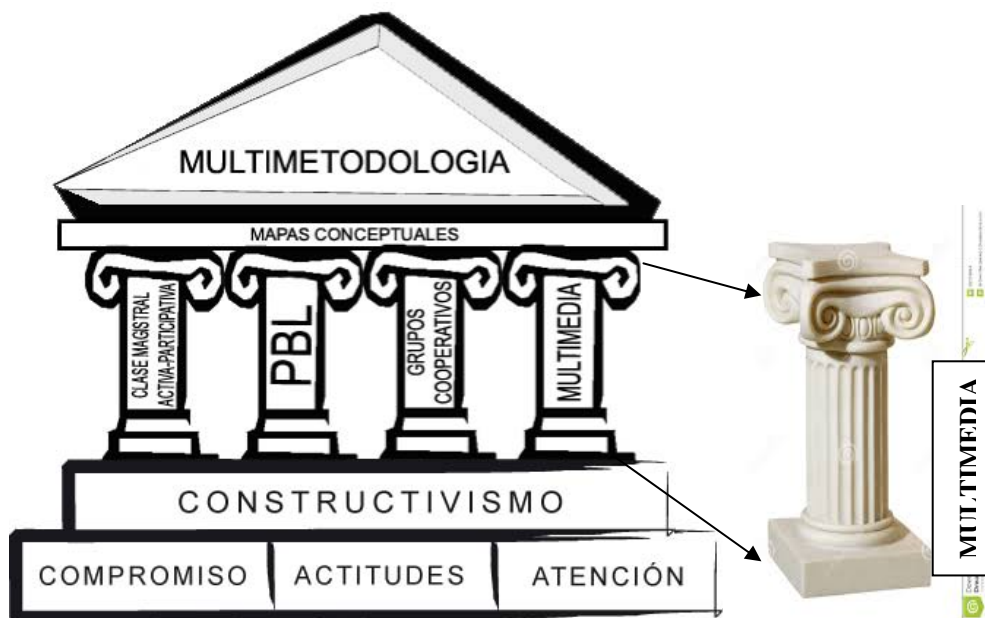 MULTIMETODOLOGIA
MAPAS CONCEPTUALES
CLASE MAGISTRAL
ACTIVA-PARTICIPATIVA
PBL
GRUPOS
COOPERATIVOS
MULTIMEDIA
CONSTRUCTIVISMO
COMPROMISO
ACTITUDES
ATENCIÓN
MULTIMEDIA